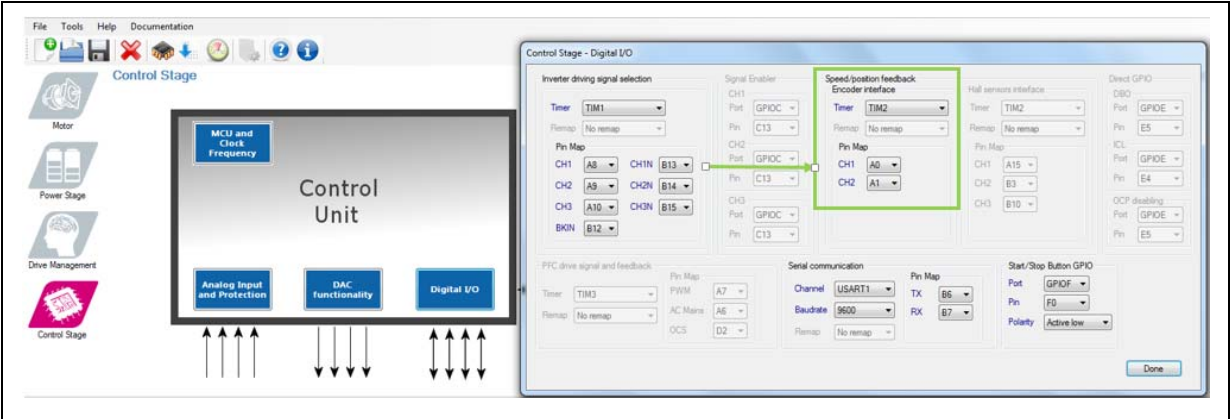 File Tools Help Documentation
Control Stage
Motor
Power Stage
Drive Management
Control Stage
MCU and
Clock
Frequency
Control
Unit
Analog Input
and Protection
DAC
functionality
Digital I/O
Control Stage - Digital I/O
Inverter driving signal selection
Timer TIM1
Remap No remap
Pin Map
CH1 A8 CH1N B13
CH2 A9 CH2N B14
CH3 A10 CH3N B15
BKIN B12
Signal Enabler
CH1
Port GPIOC
Pin C13
CH2
Port GPIOC
Pin C13
CH3
Port GPIOC
Pin C13
Speed/position feedback
Encoder interface
Timer TIM2
Remap No remap
Pin Map
CH1 A0
CH2 A1
Hall sensors interface
Timer TIM2
Remap No remap
Pin Map
CH1 A15
CH2 B3
CH3 B10
Direct GPIO
DBO
Port GPIOE
Pin E5
ICL
Port GPIOE
Pin E4
OCP disabling
Port GPIOE
Pin E5
PFC drive signal and feedback
Timer TIM3
Remap No remap
Pin Map
PWM A7
AC Mains A6
OCS D2
Serial communication
Channel USART1
Baudrate 9600
Remap No remap
Pin Map
TX B6
RX B7
Start/Stop Button GPIO
Port GPIOF
Pin F0
Polarity Active low
Done